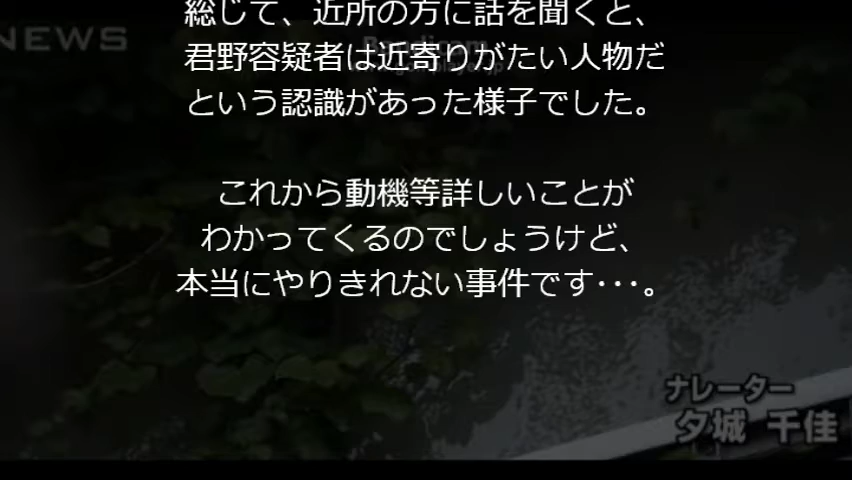 総じて、近所の方に話を聞くと、
NEWS
君野容疑者は近寄りがたい人物だ
という認識があった様子でした。
これから動機等詳しいことが
わかってくるのでしょうけど、
本当にやりきれない事件です･･･。
ナレーター
夕城 千佳